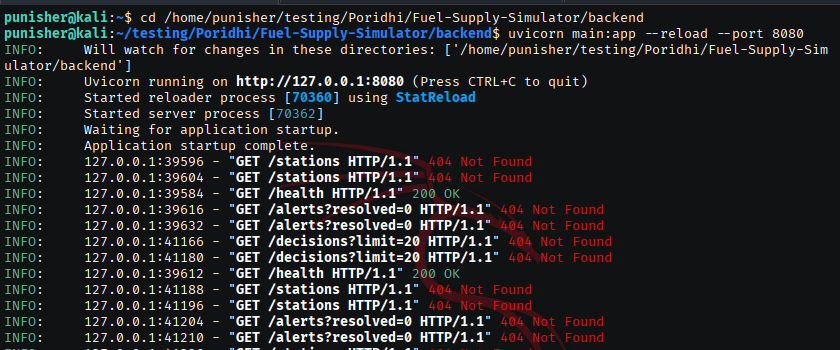 punisher@kali:~$ cd /home/punisher/testing/Poridhi/Fuel-Supply-Simulator/backend
punisher@kali:~/testing/Poridhi/Fuel-Supply-Simulator/backend$ uvicorn main:app --reload --port 8080
INFO:     Will watch for changes in these directories: ['/home/punisher/testing/Poridhi/Fuel-Supply-Sim
ulator/backend']
INFO:     Uvicorn running on http://127.0.0.1:8080 (Press CTRL+C to quit)
INFO:     Started reloader process [70360] using StatReload
INFO:     Started server process [70362]
INFO:     Waiting for application startup.
INFO:     Application startup complete.
INFO:     127.0.0.1:39596 - "GET /stations HTTP/1.1" 404 Not Found
INFO:     127.0.0.1:39604 - "GET /stations HTTP/1.1" 404 Not Found
INFO:     127.0.0.1:39584 - "GET /health HTTP/1.1" 200 OK
INFO:     127.0.0.1:39616 - "GET /alerts?resolved=0 HTTP/1.1" 404 Not Found
INFO:     127.0.0.1:39632 - "GET /alerts?resolved=0 HTTP/1.1" 404 Not Found
INFO:     127.0.0.1:41166 - "GET /decisions?limit=20 HTTP/1.1" 404 Not Found
INFO:     127.0.0.1:41180 - "GET /decisions?limit=20 HTTP/1.1" 404 Not Found
INFO:     127.0.0.1:39612 - "GET /health HTTP/1.1" 200 OK
INFO:     127.0.0.1:41188 - "GET /stations HTTP/1.1" 404 Not Found
INFO:     127.0.0.1:41196 - "GET /stations HTTP/1.1" 404 Not Found
INFO:     127.0.0.1:41204 - "GET /alerts?resolved=0 HTTP/1.1" 404 Not Found
INFO:     127.0.0.1:41210 - "GET /alerts?resolved=0 HTTP/1.1" 404 Not Found